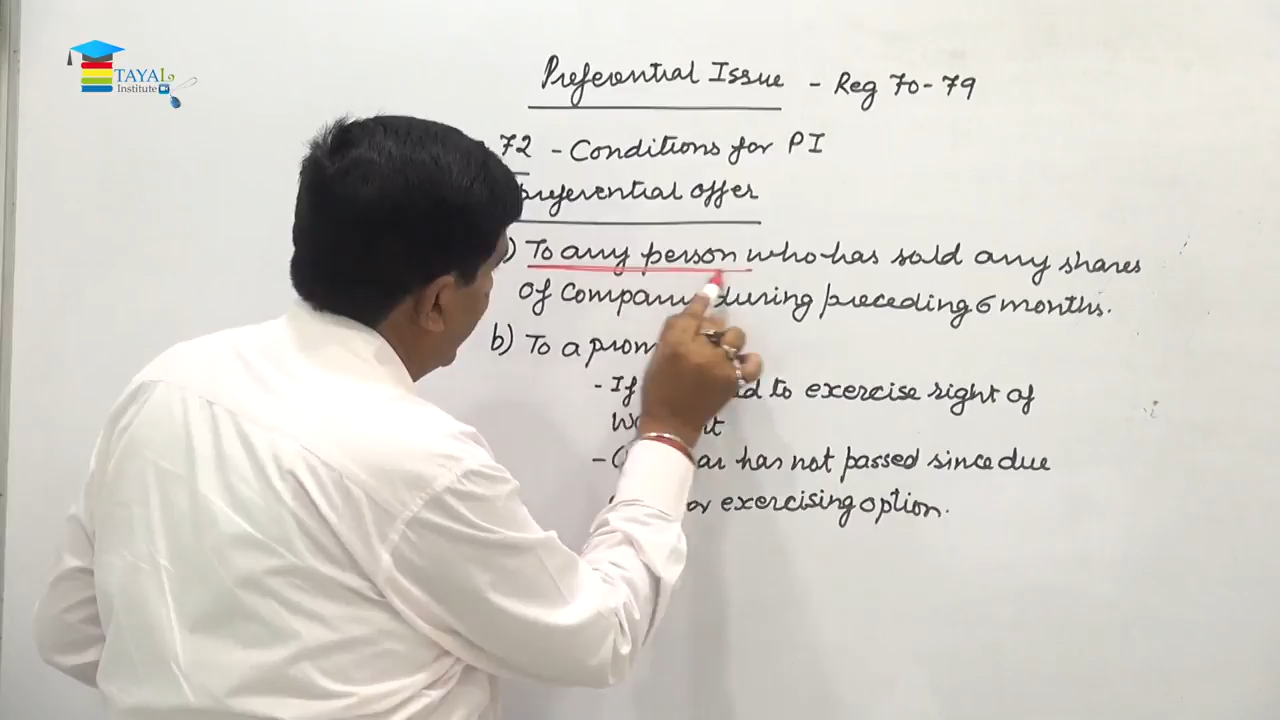 TAYAL
Institute
Preferential Issue - Reg 70-79
72 - Conditions for PI
preferential offer
) To any person who has sold any shares
of company during preceding 6 months.
b) To a prom
- If to exercise right of
- has not passed since due
or exercising option.